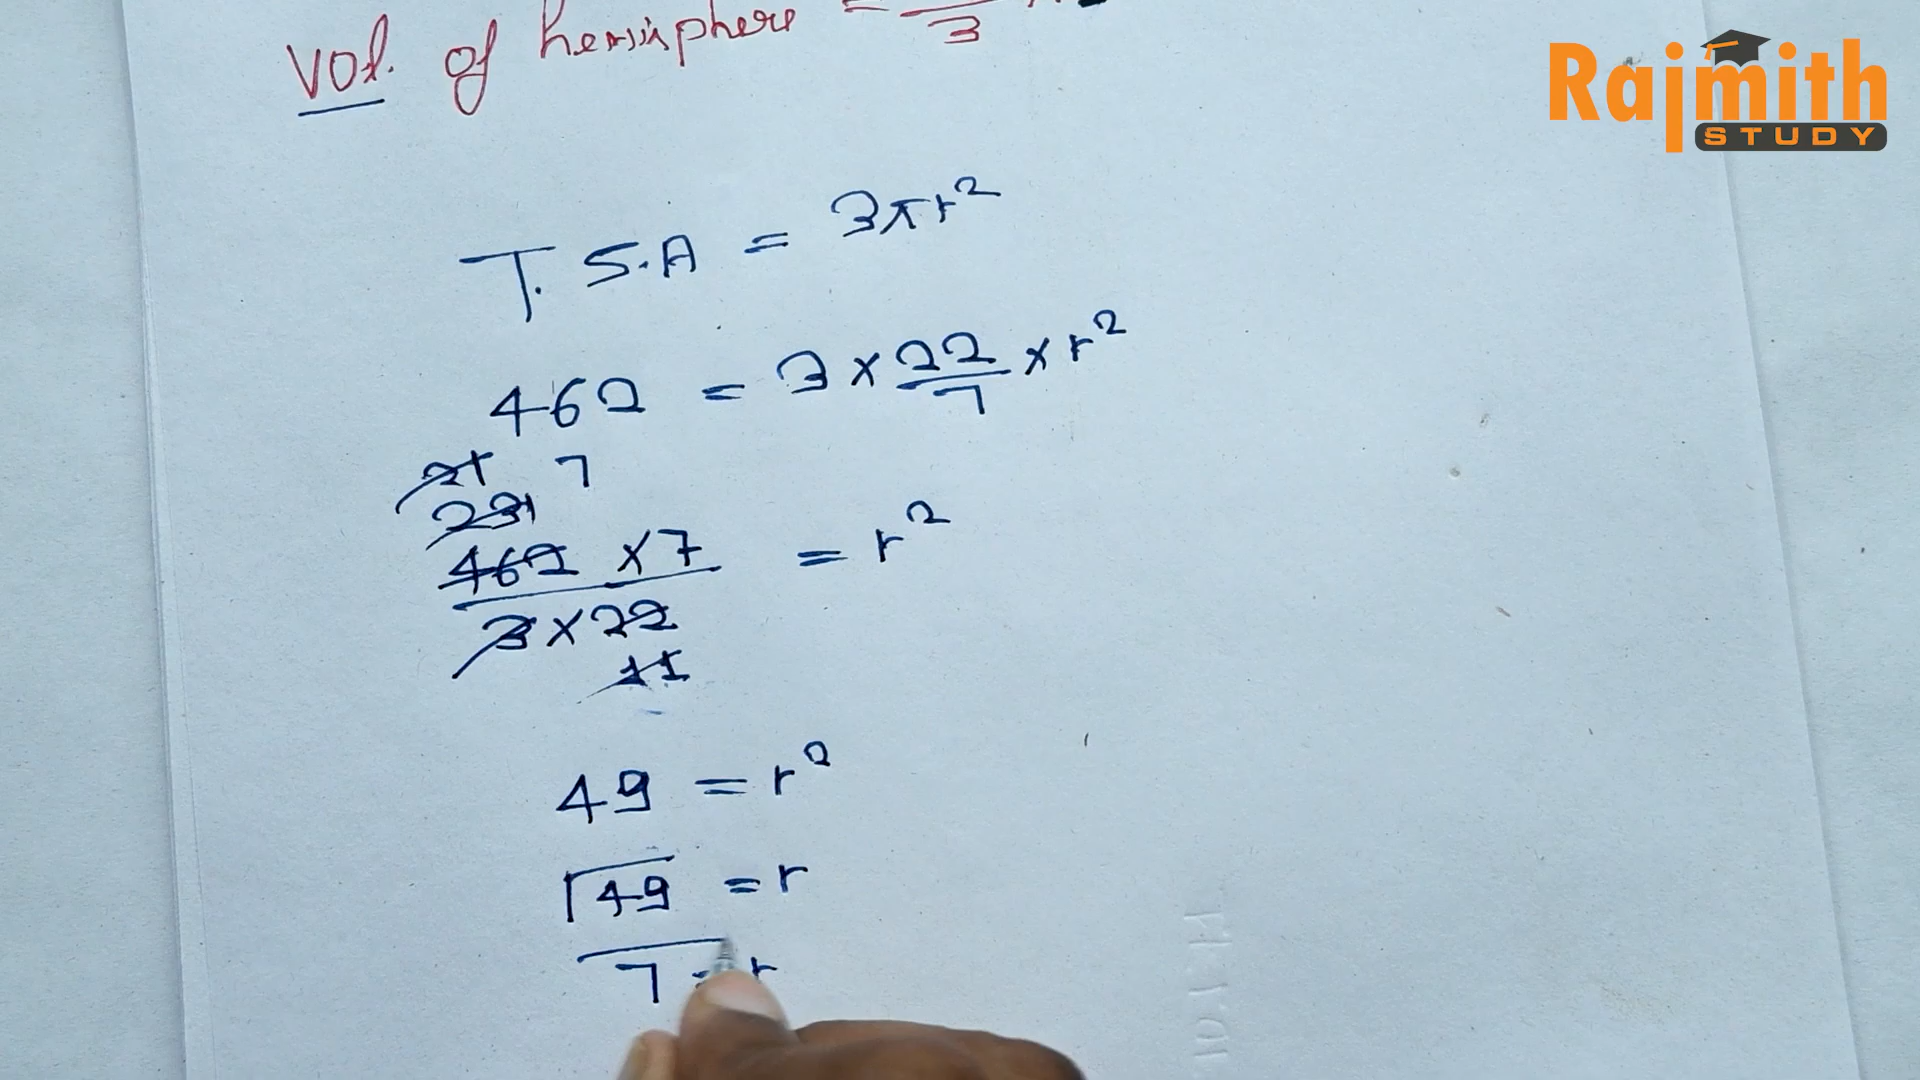 Vol. of hemisphere = 3
Rajmith
STUDY
T.S.A = 3πr²
462 = 3 × 22/7 × r²
21 7
231
462 × 7 = r²
3 × 22
11
49 = r²
√49 = r
7 = r